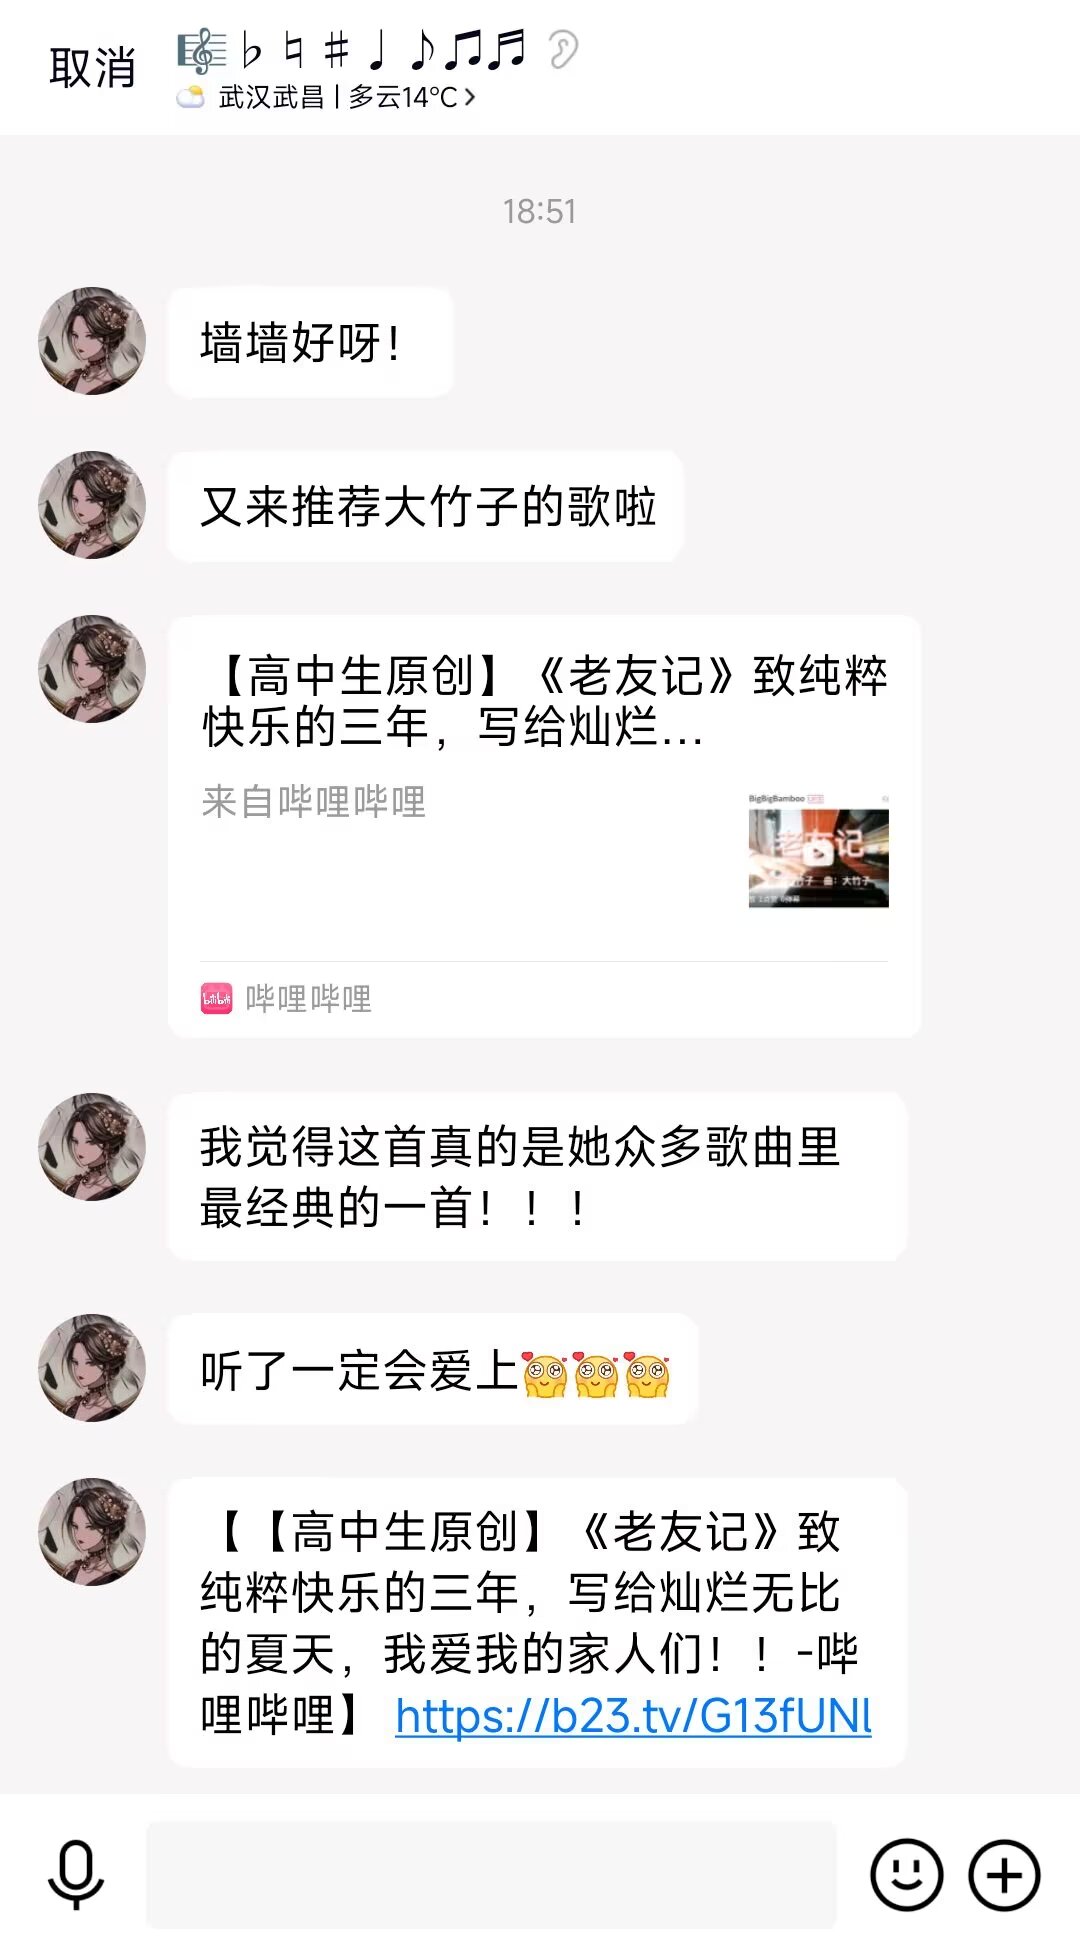 取消
🎼♭♮♯♩♪♫♬
武汉武昌 | 多云14°C>
18:51
墙墙好呀！
又来推荐大竹子的歌啦
【高中生原创】《老友记》致纯粹
快乐的三年，写给灿烂...
来自哔哩哔哩
BigBigBamboo
老友记
曲：大竹子
哔哩哔哩
我觉得这首真的是她众多歌曲里
最经典的一首！！！
听了一定会爱上
【【高中生原创】《老友记》致
纯粹快乐的三年，写给灿烂无比
的夏天，我爱我的家人们！！-哔
哩哔哩】 https://b23.tv/G13fUNl